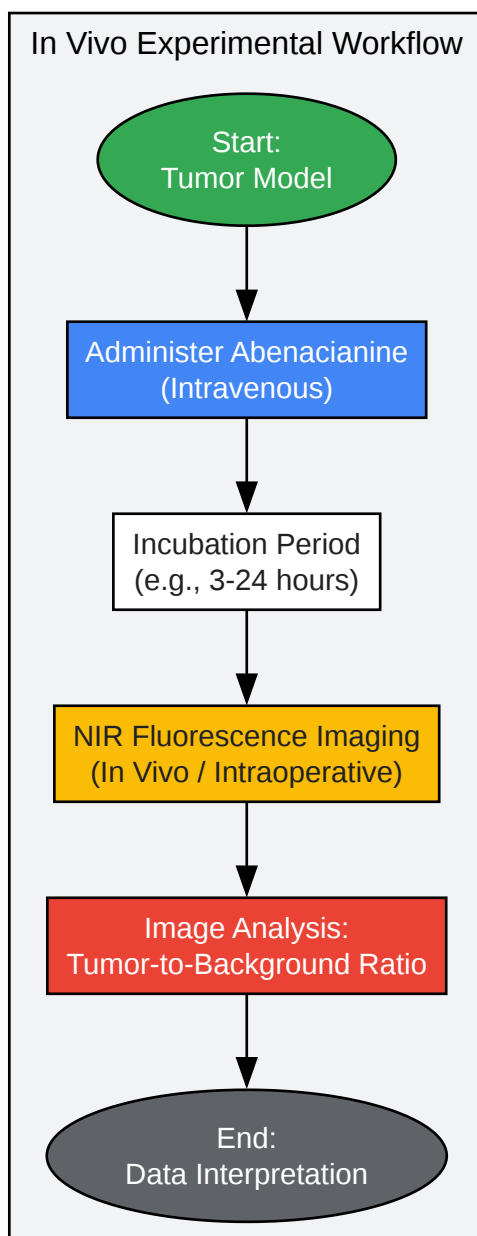 In Vivo Experimental Workflow
Start:
Tumor Model
Administer Abenacianine
(Intravenous)
Incubation Period
(e.g., 3-24 hours)
NIR Fluorescence Imaging
(In Vivo / Intraoperative)
Image Analysis:
Tumor-to-Background Ratio
End:
Data Interpretation